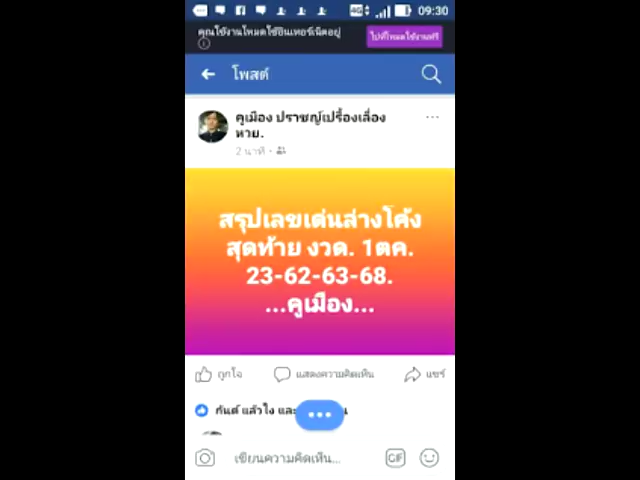 09:30
คุณใช้งานโหมดใช้อินเทอร์เน็ตอยู่
ไปที่โหมดใช้งานฟรี
โพสต์
คูเมือง ปราชญ์เปรื้องเลื่อง
หวย.
2 นาที
สรุปเลขเด่นล่างโค้ง
สุดท้าย งวด. 1ตค.
23-62-63-68.
...คูเมือง...
ถูกใจ
แสดงความคิดเห็น
แชร์
กันต์ แล้วไง และ
เขียนความคิดเห็น...
GIF